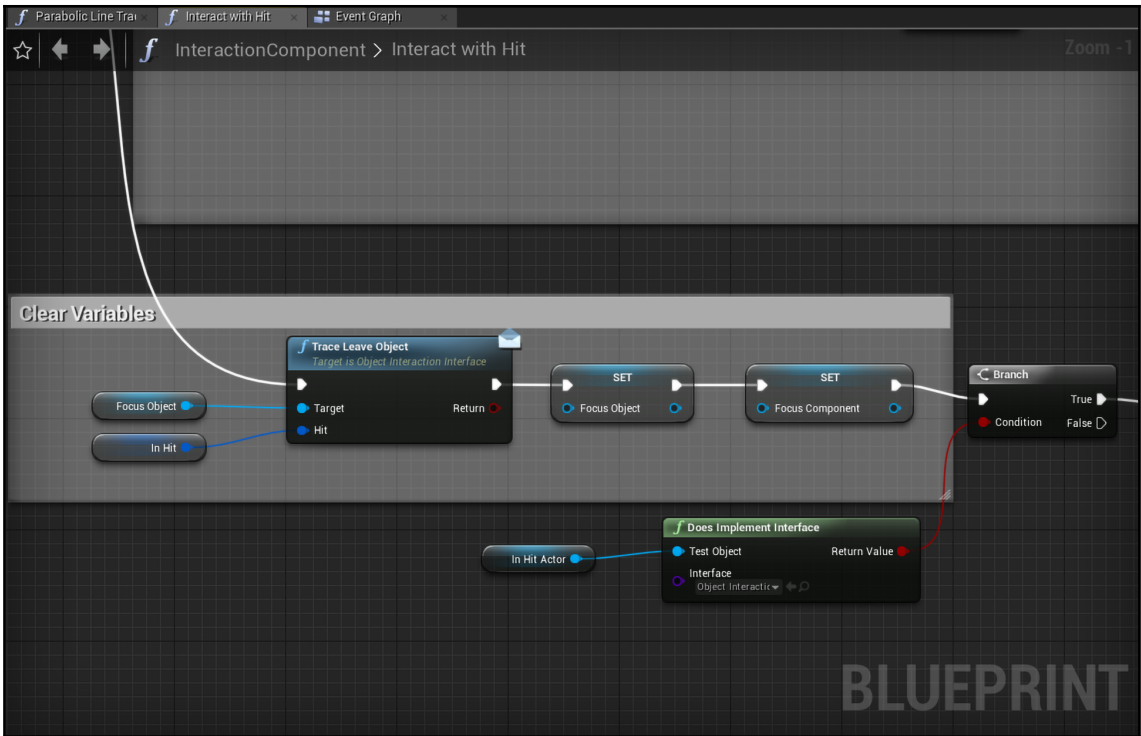 Parabolic Line Tra
Interact with Hit
Event Graph
InteractionComponent > Interact with Hit
Zoom -1
Clear Variables
Trace Leave Object
Target is Object Interaction Interface
Target
Return
Hit
Focus Object
In Hit
SET
Focus Object
SET
Focus Component
Branch
True
Condition
False
Does Implement Interface
Test Object
Return Value
Interface
Object Interactic
In Hit Actor
BLUEPRINT